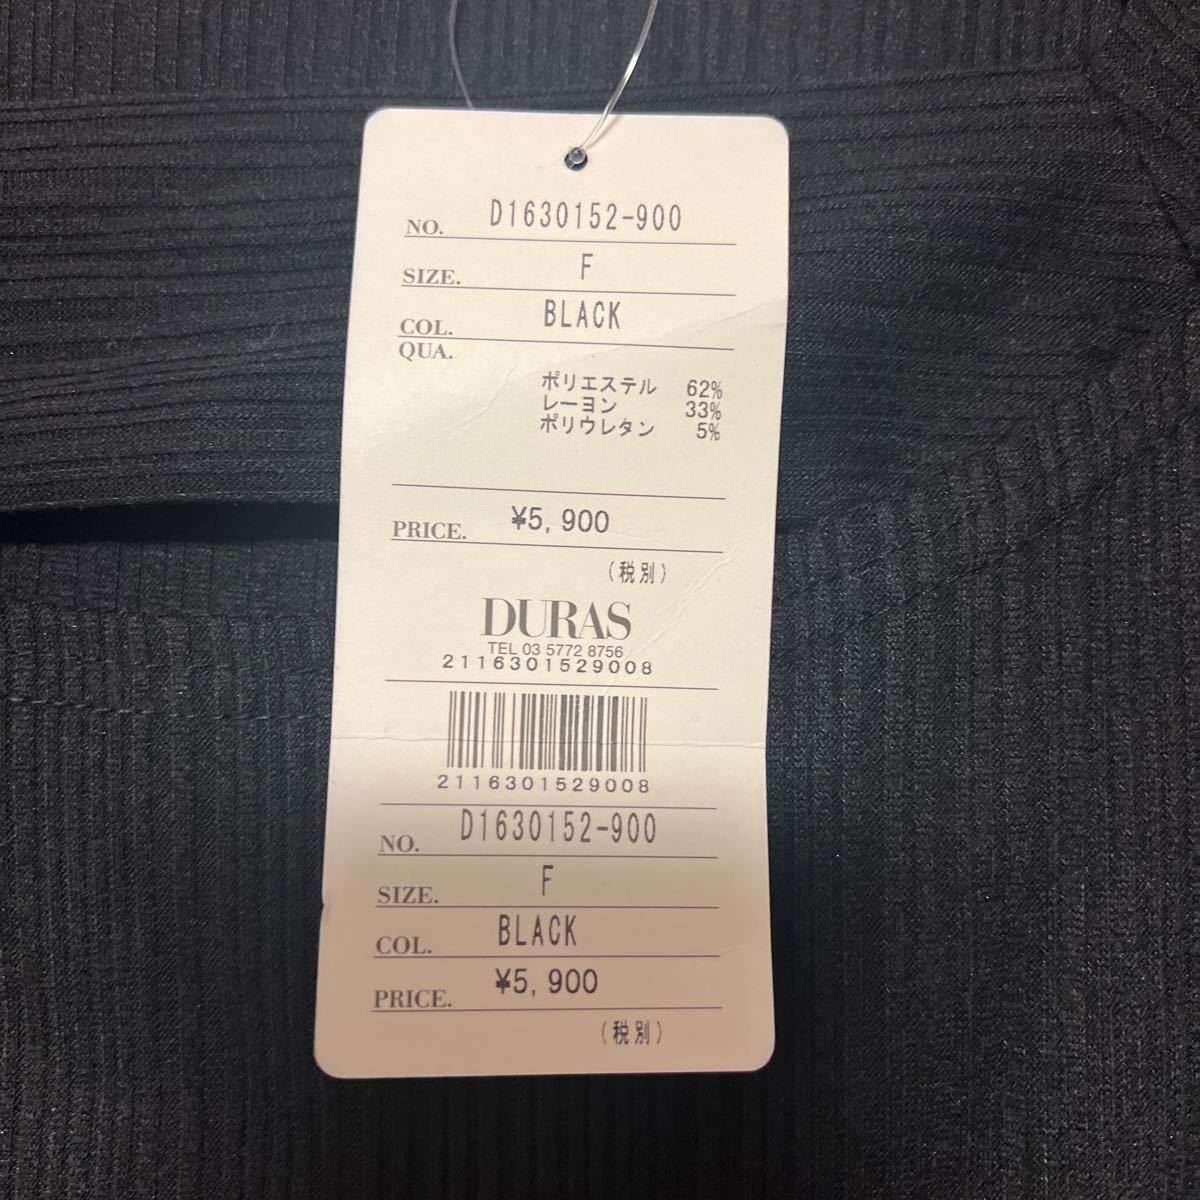 NO. D1630152-900
SIZE. F
COL. BLACK
QUA.
ポリエステル 62%
レーヨン 33%
ポリウレタン 5%
PRICE. ¥5,900
(税別)
DURAS
TEL 03 5772 8756
2116301529008
2116301529008
NO. D1630152-900
SIZE. F
COL. BLACK
PRICE. ¥5,900
(税別)